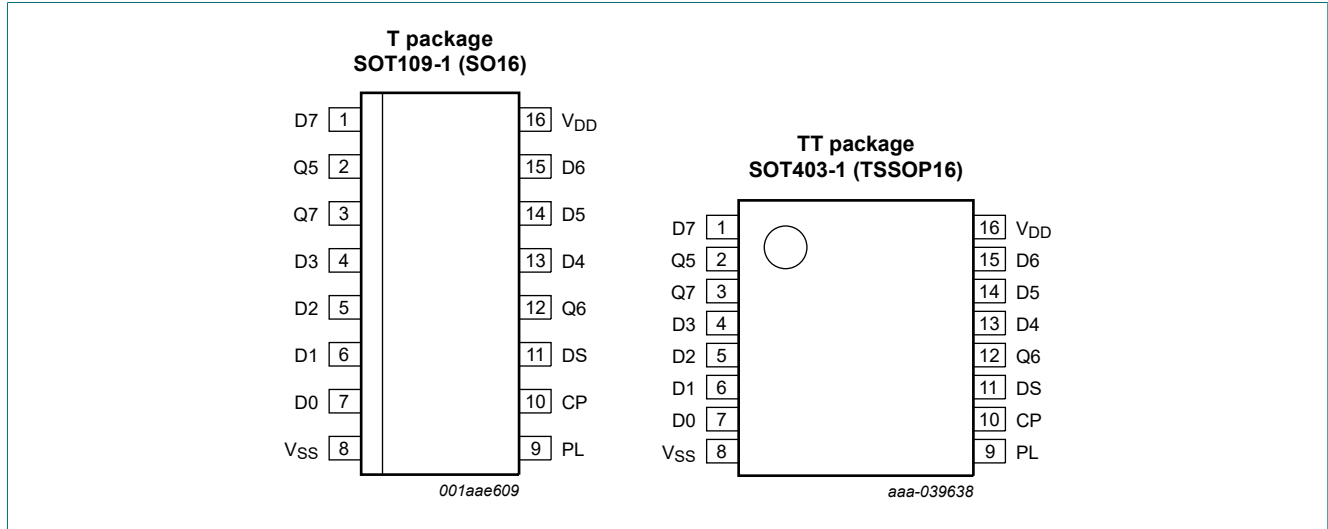 T package
SOT109-1 (SO16)
D7 1 16 VDD
Q5 2 15 D6
Q7 3 14 D5
D3 4 13 D4
D2 5 12 Q6
D1 6 11 DS
D0 7 10 CP
VSS 8 9 PL
001aae609
TT package
SOT403-1 (TSSOP16)
D7 1 16 VDD
Q5 2 15 D6
Q7 3 14 D5
D3 4 13 D4
D2 5 12 Q6
D1 6 11 DS
D0 7 10 CP
VSS 8 9 PL
aaa-039638